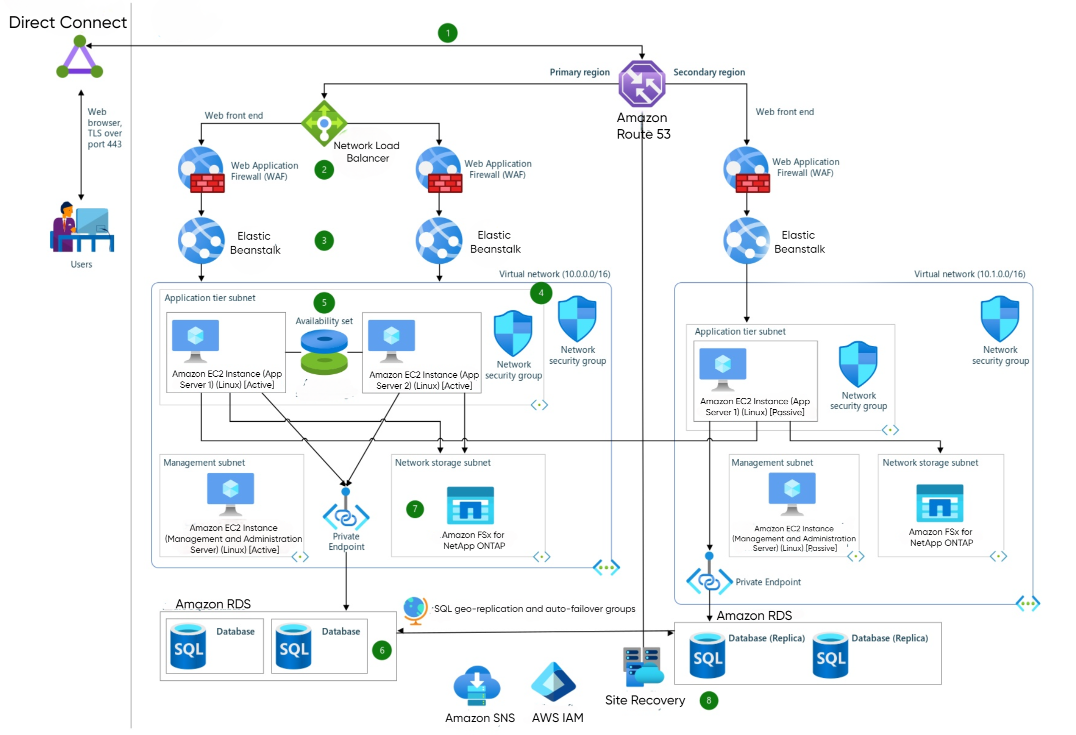 Direct Connect
1
Primary region
Secondary region
Amazon
Route 53
Web
browser,
TLS over
port 443
Users
Web front end
Network Load
Balancer
Web front end
Web Application
Firewall (WAF)
2
Web Application
Firewall (WAF)
Web Application
Firewall (WAF)
Elastic
Beanstalk
3
Elastic
Beanstalk
Elastic
Beanstalk
Virtual network (10.0.0.0/16)
Virtual network (10.1.0.0/16)
Application tier subnet
5
4
Availability set
Amazon EC2 Instance (App
Server 1) (Linux) [Active]
Amazon EC2 Instance (App
Server 2) (Linux) [Active]
Network
security group
Network
security group
Application tier subnet
Amazon EC2 Instance (App
Server 1) (Linux) [Passive]
Network
security group
Network
security group
Management subnet
Amazon EC2 Instance
(Management and Administration
Server) (Linux) [Active]
Private
Endpoint
Network storage subnet
7
Amazon FSx for
NetApp ONTAP
Management subnet
Amazon EC2 Instance
(Management and Administration
Server) (Linux) [Passive]
Network storage subnet
Amazon FSx for
NetApp ONTAP
Private Endpoint
Amazon RDS
SQL
Database
SQL
Database
6
SQL geo-replication and auto-failover groups
Amazon RDS
SQL
Database (Replica)
SQL
Database (Replica)
Amazon SNS
AWS IAM
Site Recovery
8